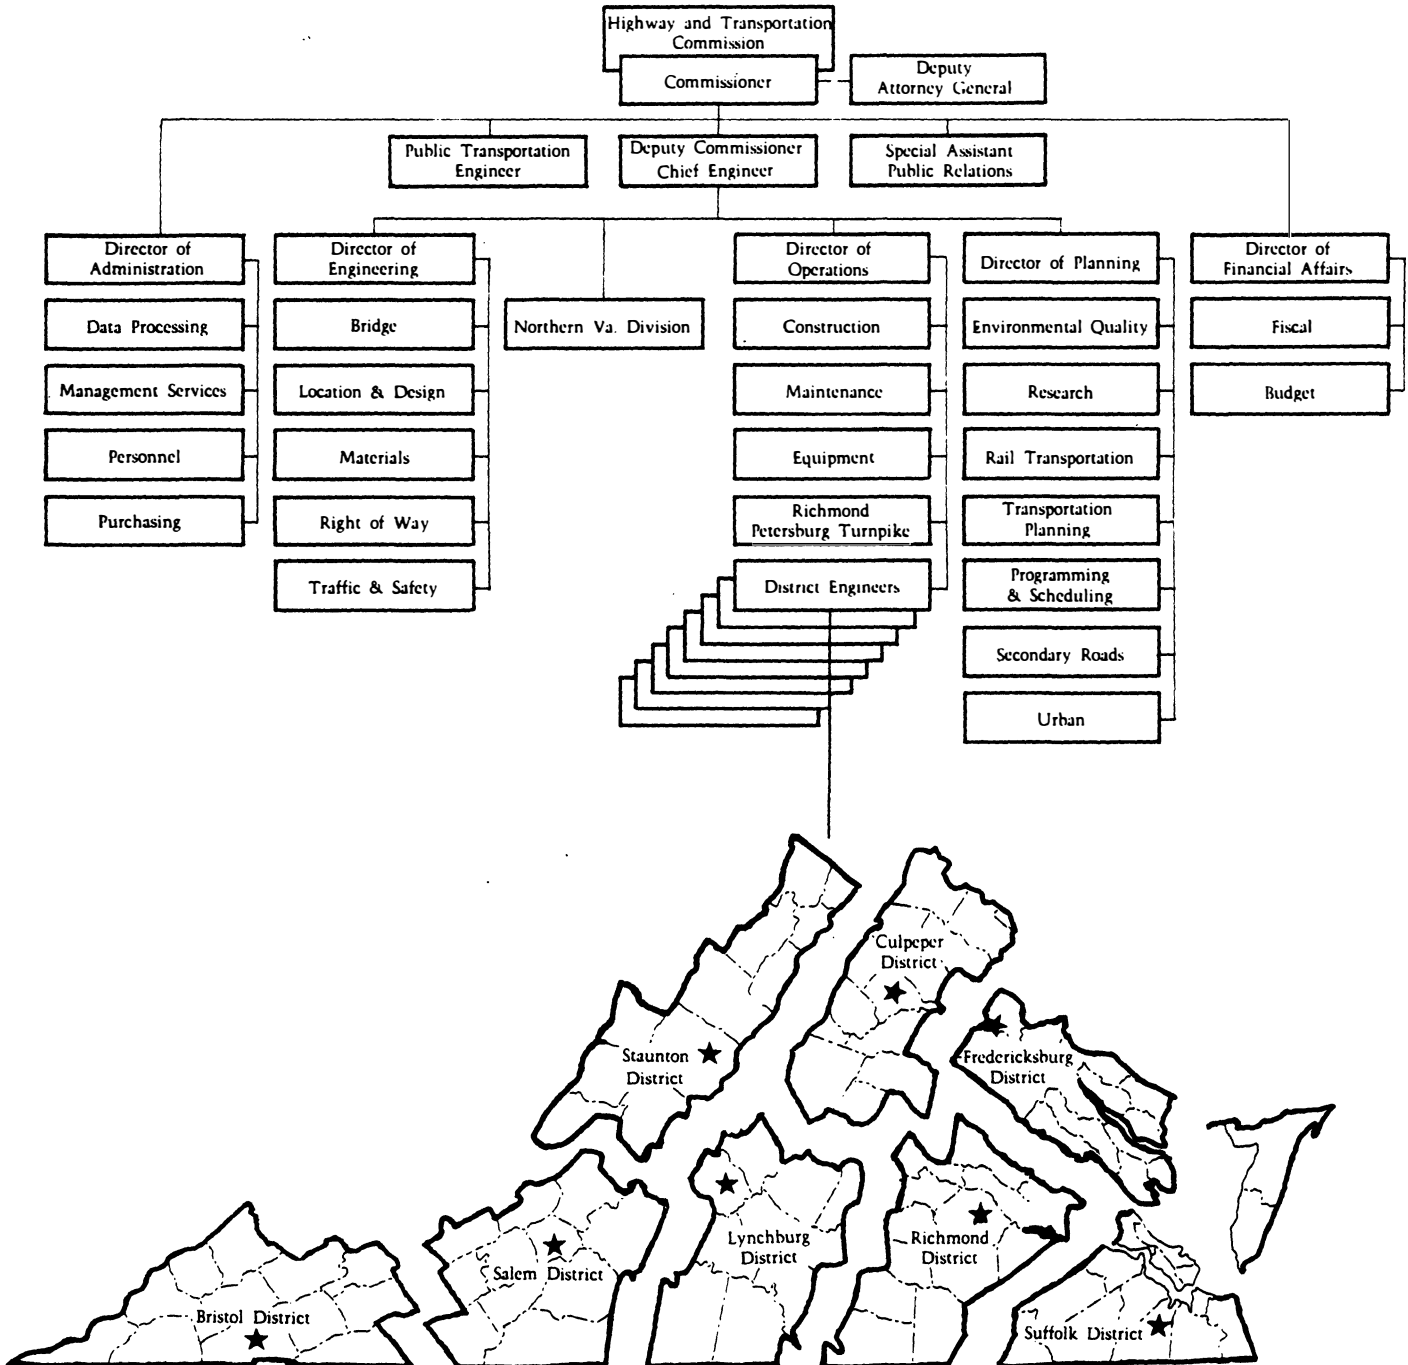 Highway and Transportation
Commission
Commissioner
Deputy
Attorney General
Public Transportation
Engineer
Deputy Commissioner
Chief Engineer
Special Assistant
Public Relations
Director of
Administration
Data Processing
Management Services
Personnel
Purchasing
Director of
Engineering
Bridge
Location & Design
Materials
Right of Way
Traffic & Safety
Northern Va. Division
Director of
Operations
Construction
Maintenance
Equipment
Richmond
Petersburg Turnpike
District Engineers
Director of Planning
Environmental Quality
Research
Rail Transportation
Transportation
Planning
Programming
& Scheduling
Secondary Roads
Urban
Director of
Financial Affairs
Fiscal
Budget
Culpeper
District
Staunton
District
Fredericksburg
District
Lynchburg
District
Richmond
District
Salem District
Bristol District
Suffolk District